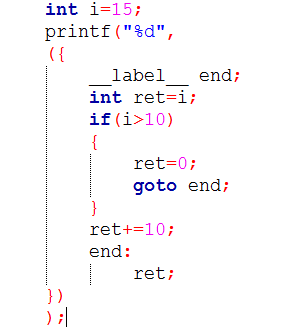 int i=15;
printf("%d",
({
__label__ end;
int ret=i;
if(i>10)
{
ret=0;
goto end;
}
ret+=10;
end:
ret;
})
);